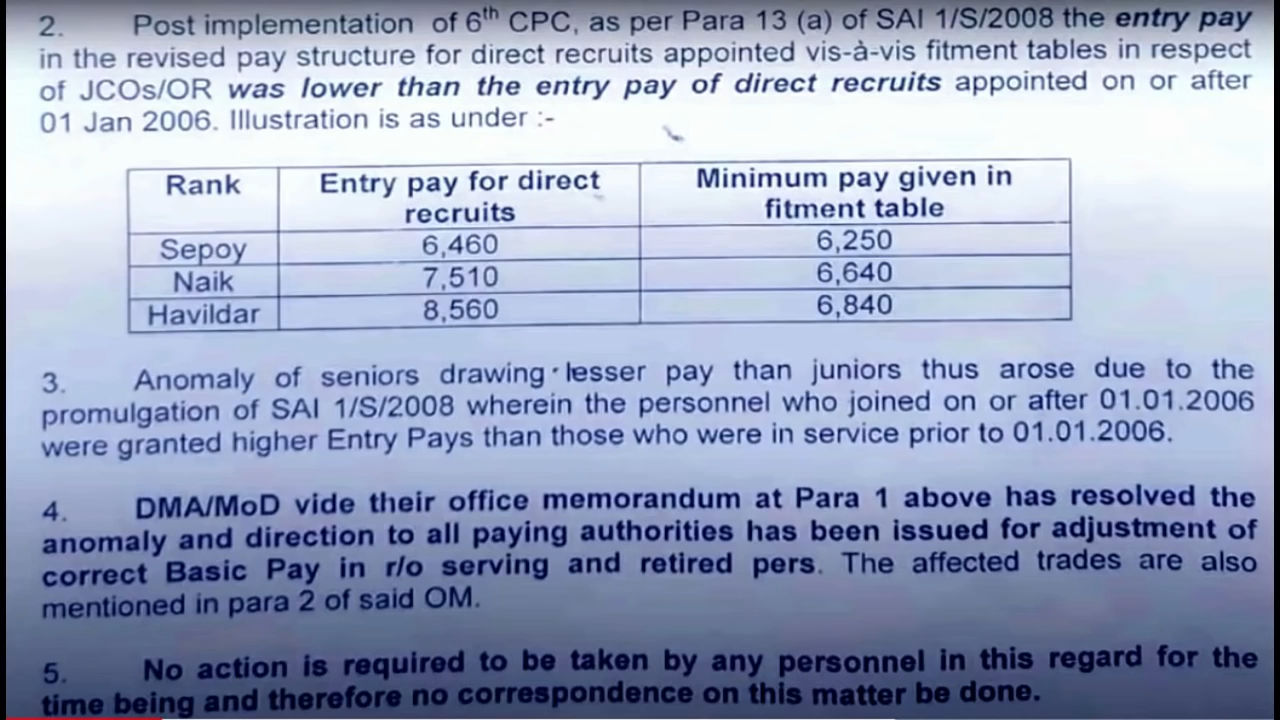 2. Post implementation of 6th CPC, as per Para 13 (a) of SAI 1/S/2008 the entry pay
in the revised pay structure for direct recruits appointed vis-à-vis fitment tables in respect
of JCOs/OR was lower than the entry pay of direct recruits appointed on or after
01 Jan 2006. Illustration is as under :-
Rank Entry pay for direct recruits Minimum pay given in fitment table
Sepoy 6,460 6,250
Naik 7,510 6,640
Havildar 8,560 6,840
3. Anomaly of seniors drawing lesser pay than juniors thus arose due to the
promulgation of SAI 1/S/2008 wherein the personnel who joined on or after 01.01.2006
were granted higher Entry Pays than those who were in service prior to 01.01.2006.
4. DMA/MoD vide their office memorandum at Para 1 above has resolved the
anomaly and direction to all paying authorities has been issued for adjustment of
correct Basic Pay in r/o serving and retired pers. The affected trades are also
mentioned in para 2 of said OM.
5. No action is required to be taken by any personnel in this regard for the
time being and therefore no correspondence on this matter be done.